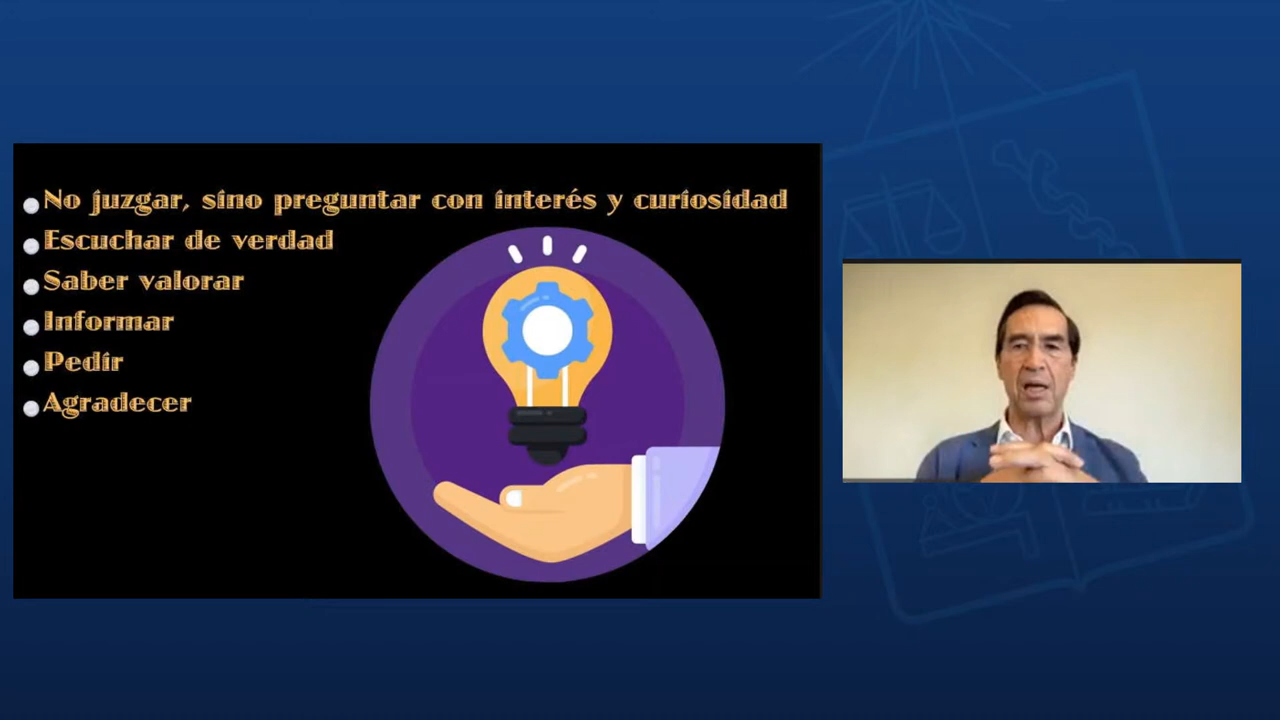 No juzgar, sino preguntar con interés y curiosidad
Escuchar de verdad
Saber valorar
Informar
Pedir
Agradecer